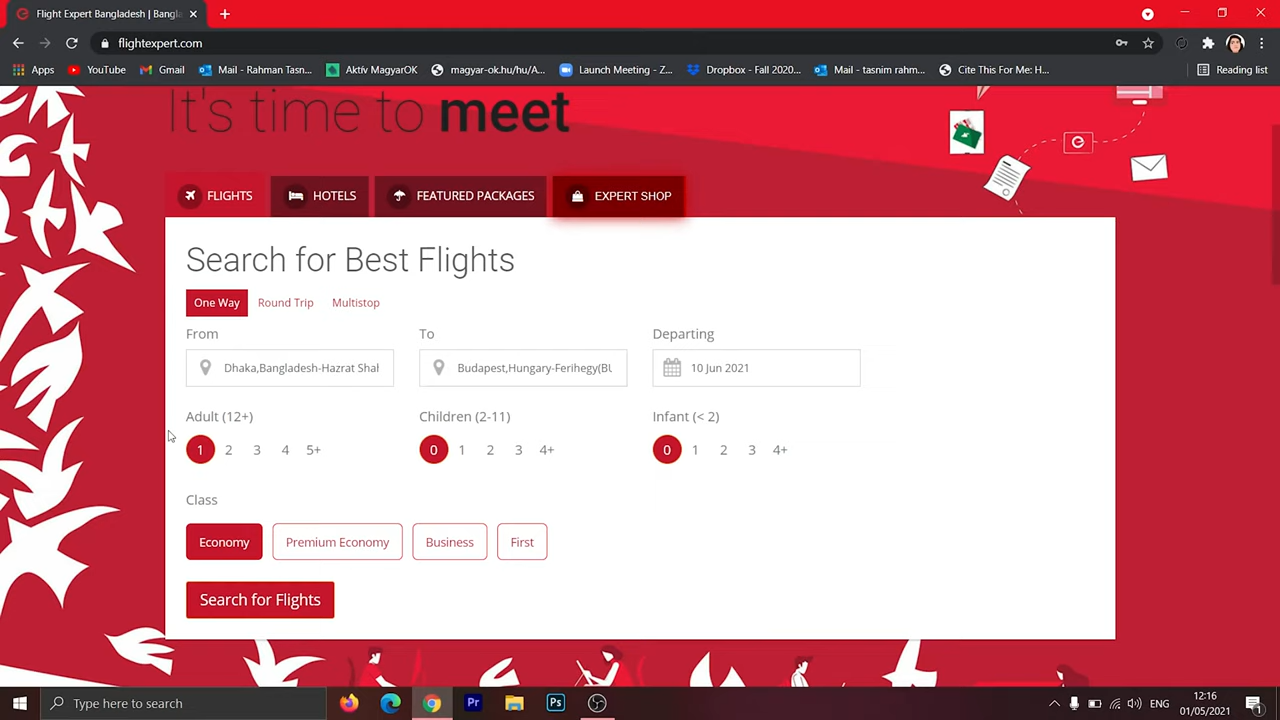 Flight Expert Bangladesh | Bangla
flightexpert.com
Apps YouTube Gmail Mail - Rahman Tasn... Aktív MagyarOK magyar-ok.hu/hu/A... Launch Meeting - Z... Dropbox - Fall 2020... Mail - tasnim rahm... Cite This For Me: H... Reading list
It's time to meet
FLIGHTS HOTELS FEATURED PACKAGES EXPERT SHOP
Search for Best Flights
One Way Round Trip Multistop
From To Departing
Dhaka,Bangladesh-Hazrat Shal Budapest,Hungary-Ferihegy(BU 10 Jun 2021
Adult (12+) Children (2-11) Infant (< 2)
1 2 3 4 5+ 0 1 2 3 4+ 0 1 2 3 4+
Class
Economy Premium Economy Business First
Search for Flights
Type here to search Pr Ps ENG 12:16
01/05/2021